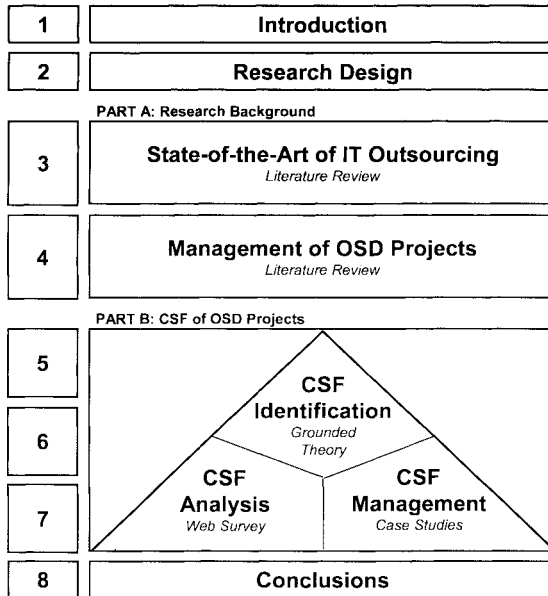 1
Introduction
2
Research Design
PART A: Research Background
3
State-of-the-Art of IT Outsourcing
Literature Review
4
Management of OSD Projects
Literature Review
PART B: CSF of OSD Projects
5
CSF
Identification
Grounded
Theory
6
CSF
Analysis
Web Survey
CSF
Management
Case Studies
7
8
Conclusions